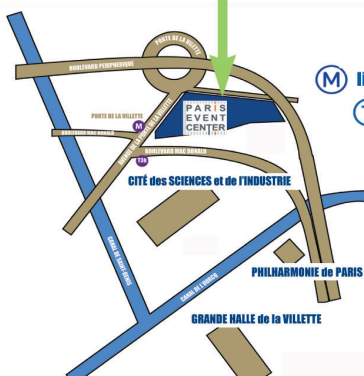 PORTE DE LA VILLETTE
BOULEVARD PERIPHERIQUE
M
PARiS
EVENT
CENTER
PORTE DE LA VILLETTE
M
BOULEVARD MAC DONALD
BOULEVARD MAC DONALD
T3b
CITÉ des SCIENCES et de l'INDUSTRIE
CANAL DE SAINT-DENIS
PHILHARMONIE de PARIS
CANAL DE L'OURCQ
GRANDE HALLE de la VILLETTE